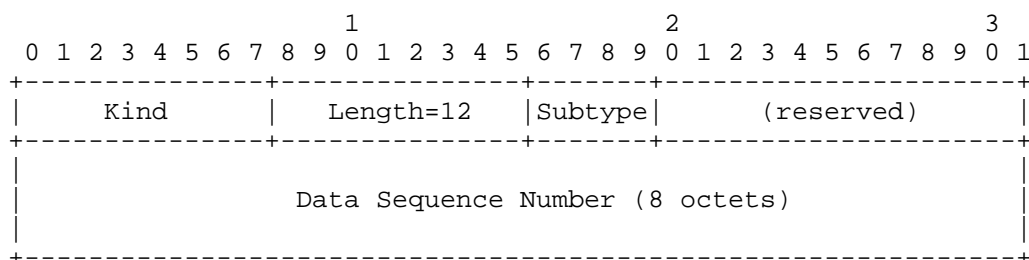 1                   2                   3
 0 1 2 3 4 5 6 7 8 9 0 1 2 3 4 5 6 7 8 9 0 1 2 3 4 5 6 7 8 9 0 1
+---------------+---------------+-------+----------------------+
|     Kind      |   Length=12   |Subtype|      (reserved)      |
+---------------+---------------+-------+----------------------+
|                                                              |
|                 Data Sequence Number (8 octets)              |
|                                                              |
+--------------------------------------------------------------+